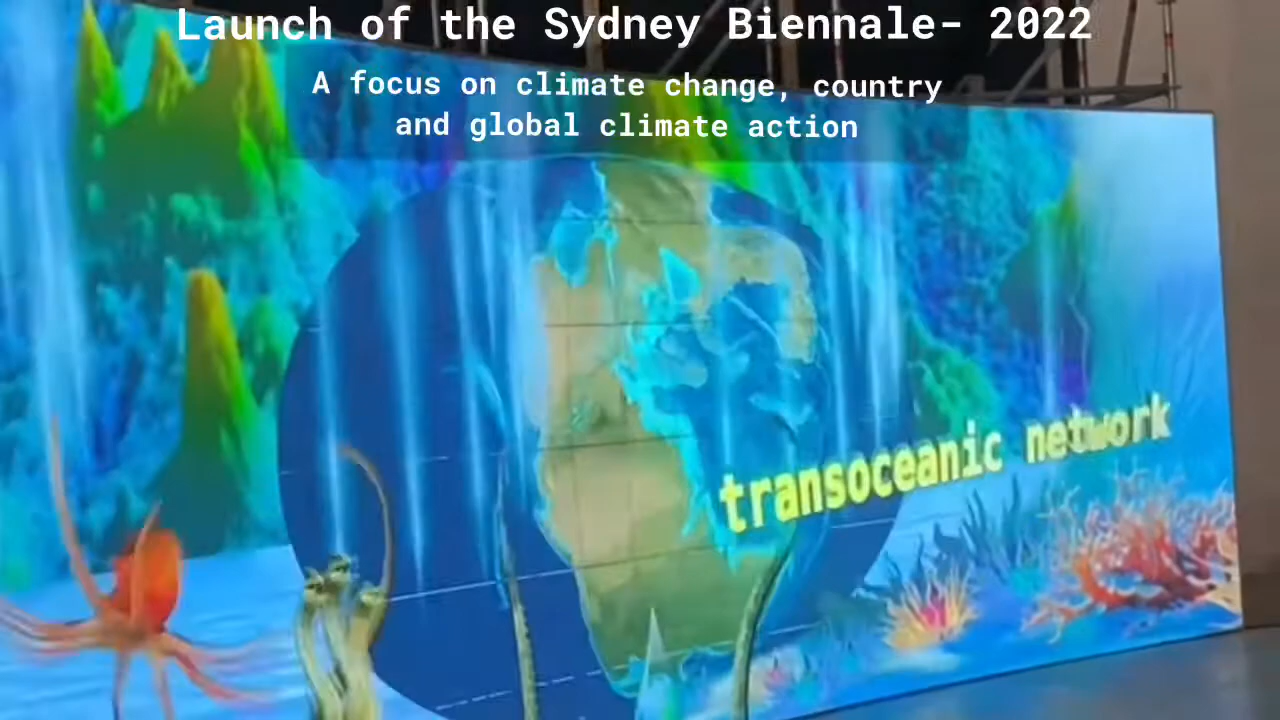 Launch of the Sydney Biennale- 2022
A focus on climate change, country
and global climate action
transoceanic network